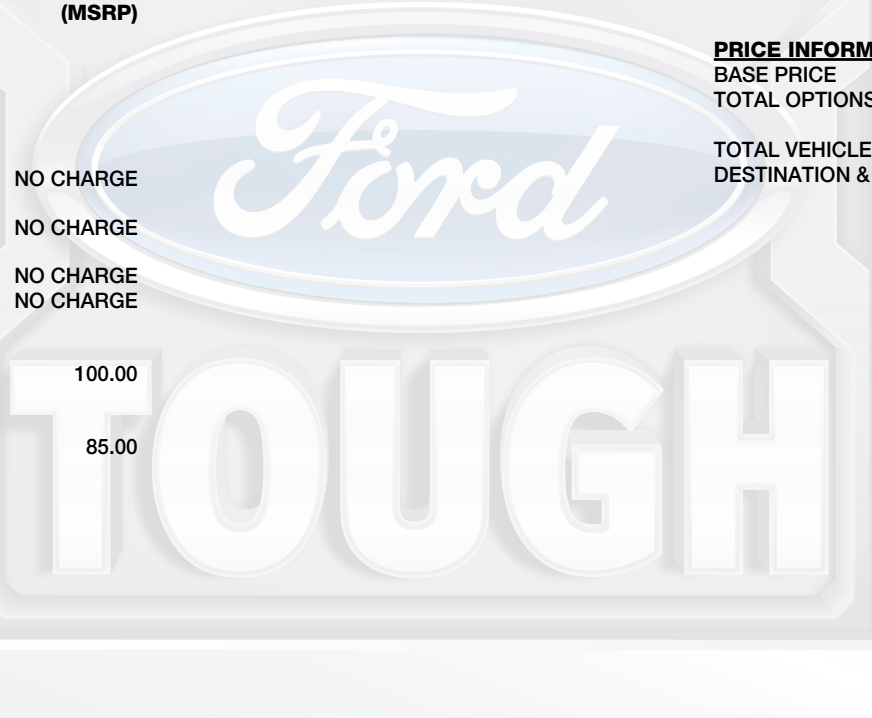 (MSRP)
NO CHARGE
NO CHARGE
NO CHARGE
NO CHARGE
100.00
85.00
PRICE INFORM
BASE PRICE
TOTAL OPTIONS
TOTAL VEHICLE
DESTINATION &
Ford
TOUGH